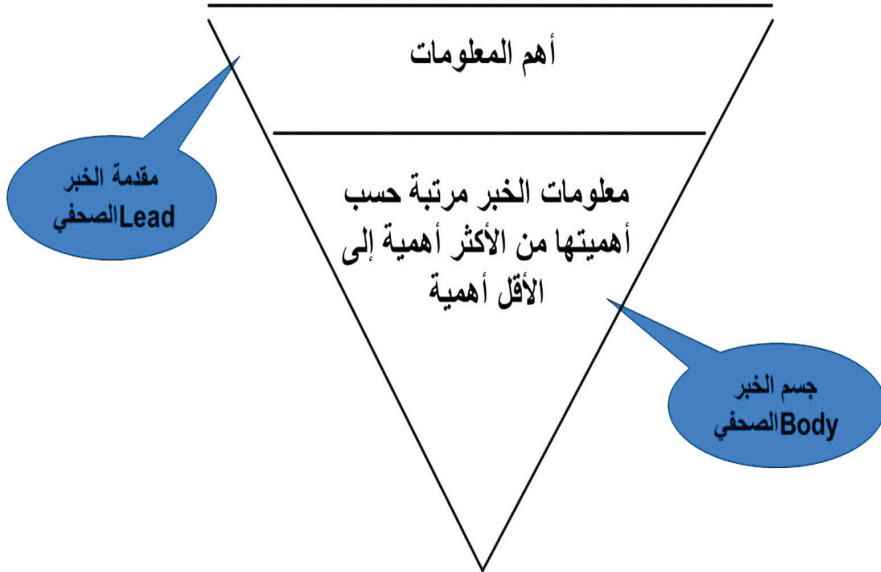 أهم المعلومات
مقدمة الخبر
الصحفي Lead
معلومات الخبر مرتبة حسب
أهميتها من الأكثر أهمية إلى
الأقل أهمية
جسم الخبر
الصحفي Body